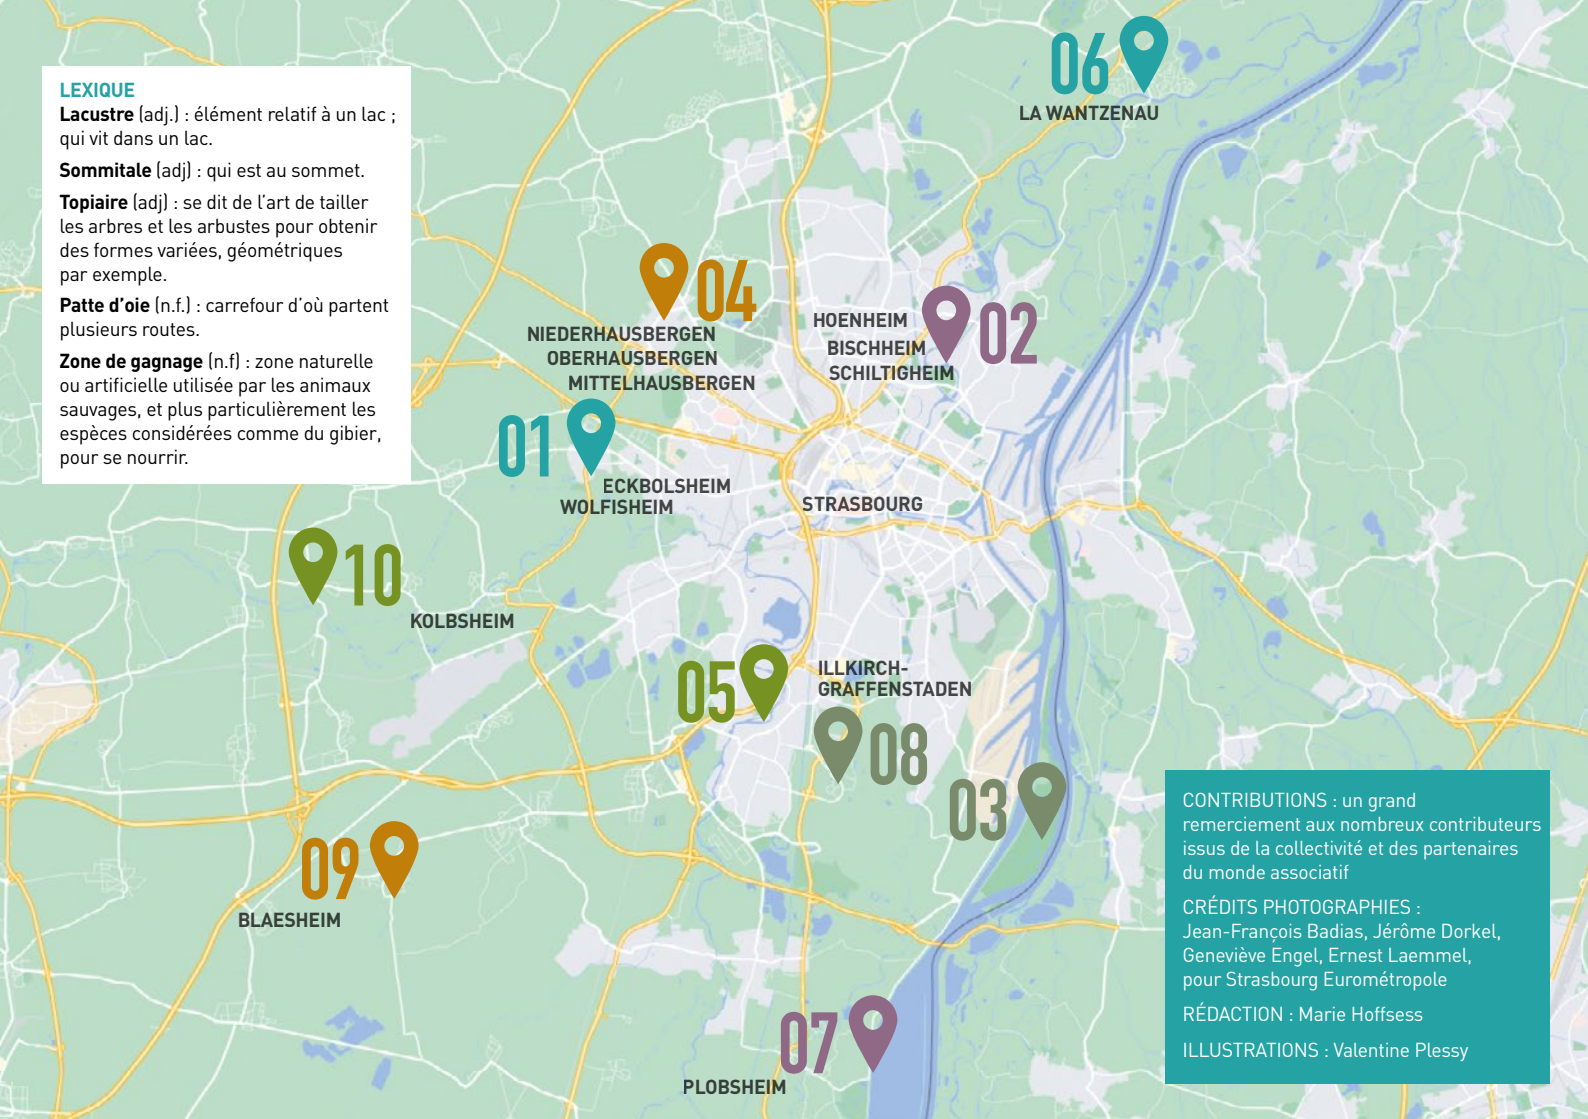 LEXIQUE
Lacustre (adj.) : élément relatif à un lac ;
qui vit dans un lac.
Sommitale (adj) : qui est au sommet.
Topiaire (adj) : se dit de l’art de tailler
les arbres et les arbustes pour obtenir
des formes variées, géométriques
par exemple.
Patte d’oie (n.f.) : carrefour d’où partent
plusieurs routes.
Zone de gagnage (n.f) : zone naturelle
ou artificielle utilisée par les animaux
sauvages, et plus particulièrement les
espèces considérées comme du gibier,
pour se nourrir.
06
LA WANTZENAU
04
NIEDERHAUSBERGEN
OBERHAUSBERGEN
MITTELHAUSBERGEN
02
HOENHEIM
BISCHHEIM
SCHILTIGHEIM
01
ECKBOLSHEIM
WOLFISHEIM
STRASBOURG
10
KOLBSHEIM
05
ILLKIRCH-
GRAFFENSTADEN
08
03
09
BLAESHEIM
07
PLOBSHEIM
CONTRIBUTIONS : un grand
remerciement aux nombreux contributeurs
issus de la collectivité et des partenaires
du monde associatif
CRÉDITS PHOTOGRAPHIES :
Jean-François Badias, Jérôme Dorkel,
Geneviève Engel, Ernest Laemmel,
pour Strasbourg Eurométropole
RÉDACTION : Marie Hoffsess
ILLUSTRATIONS : Valentine Plessy